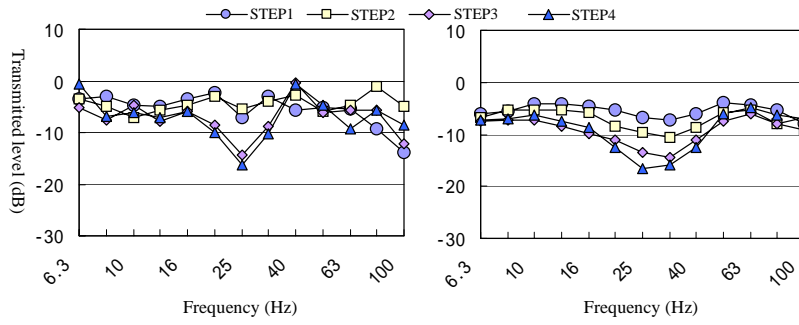 STEP1 STEP2 STEP3 STEP4
Transmitted level (dB)
10
0
-10
-20
-30
6.3 10 16 25 40 63 100
Frequency (Hz)
10
0
-10
-20
-30
6.3 10 16 25 40 63 100
Frequency (Hz)